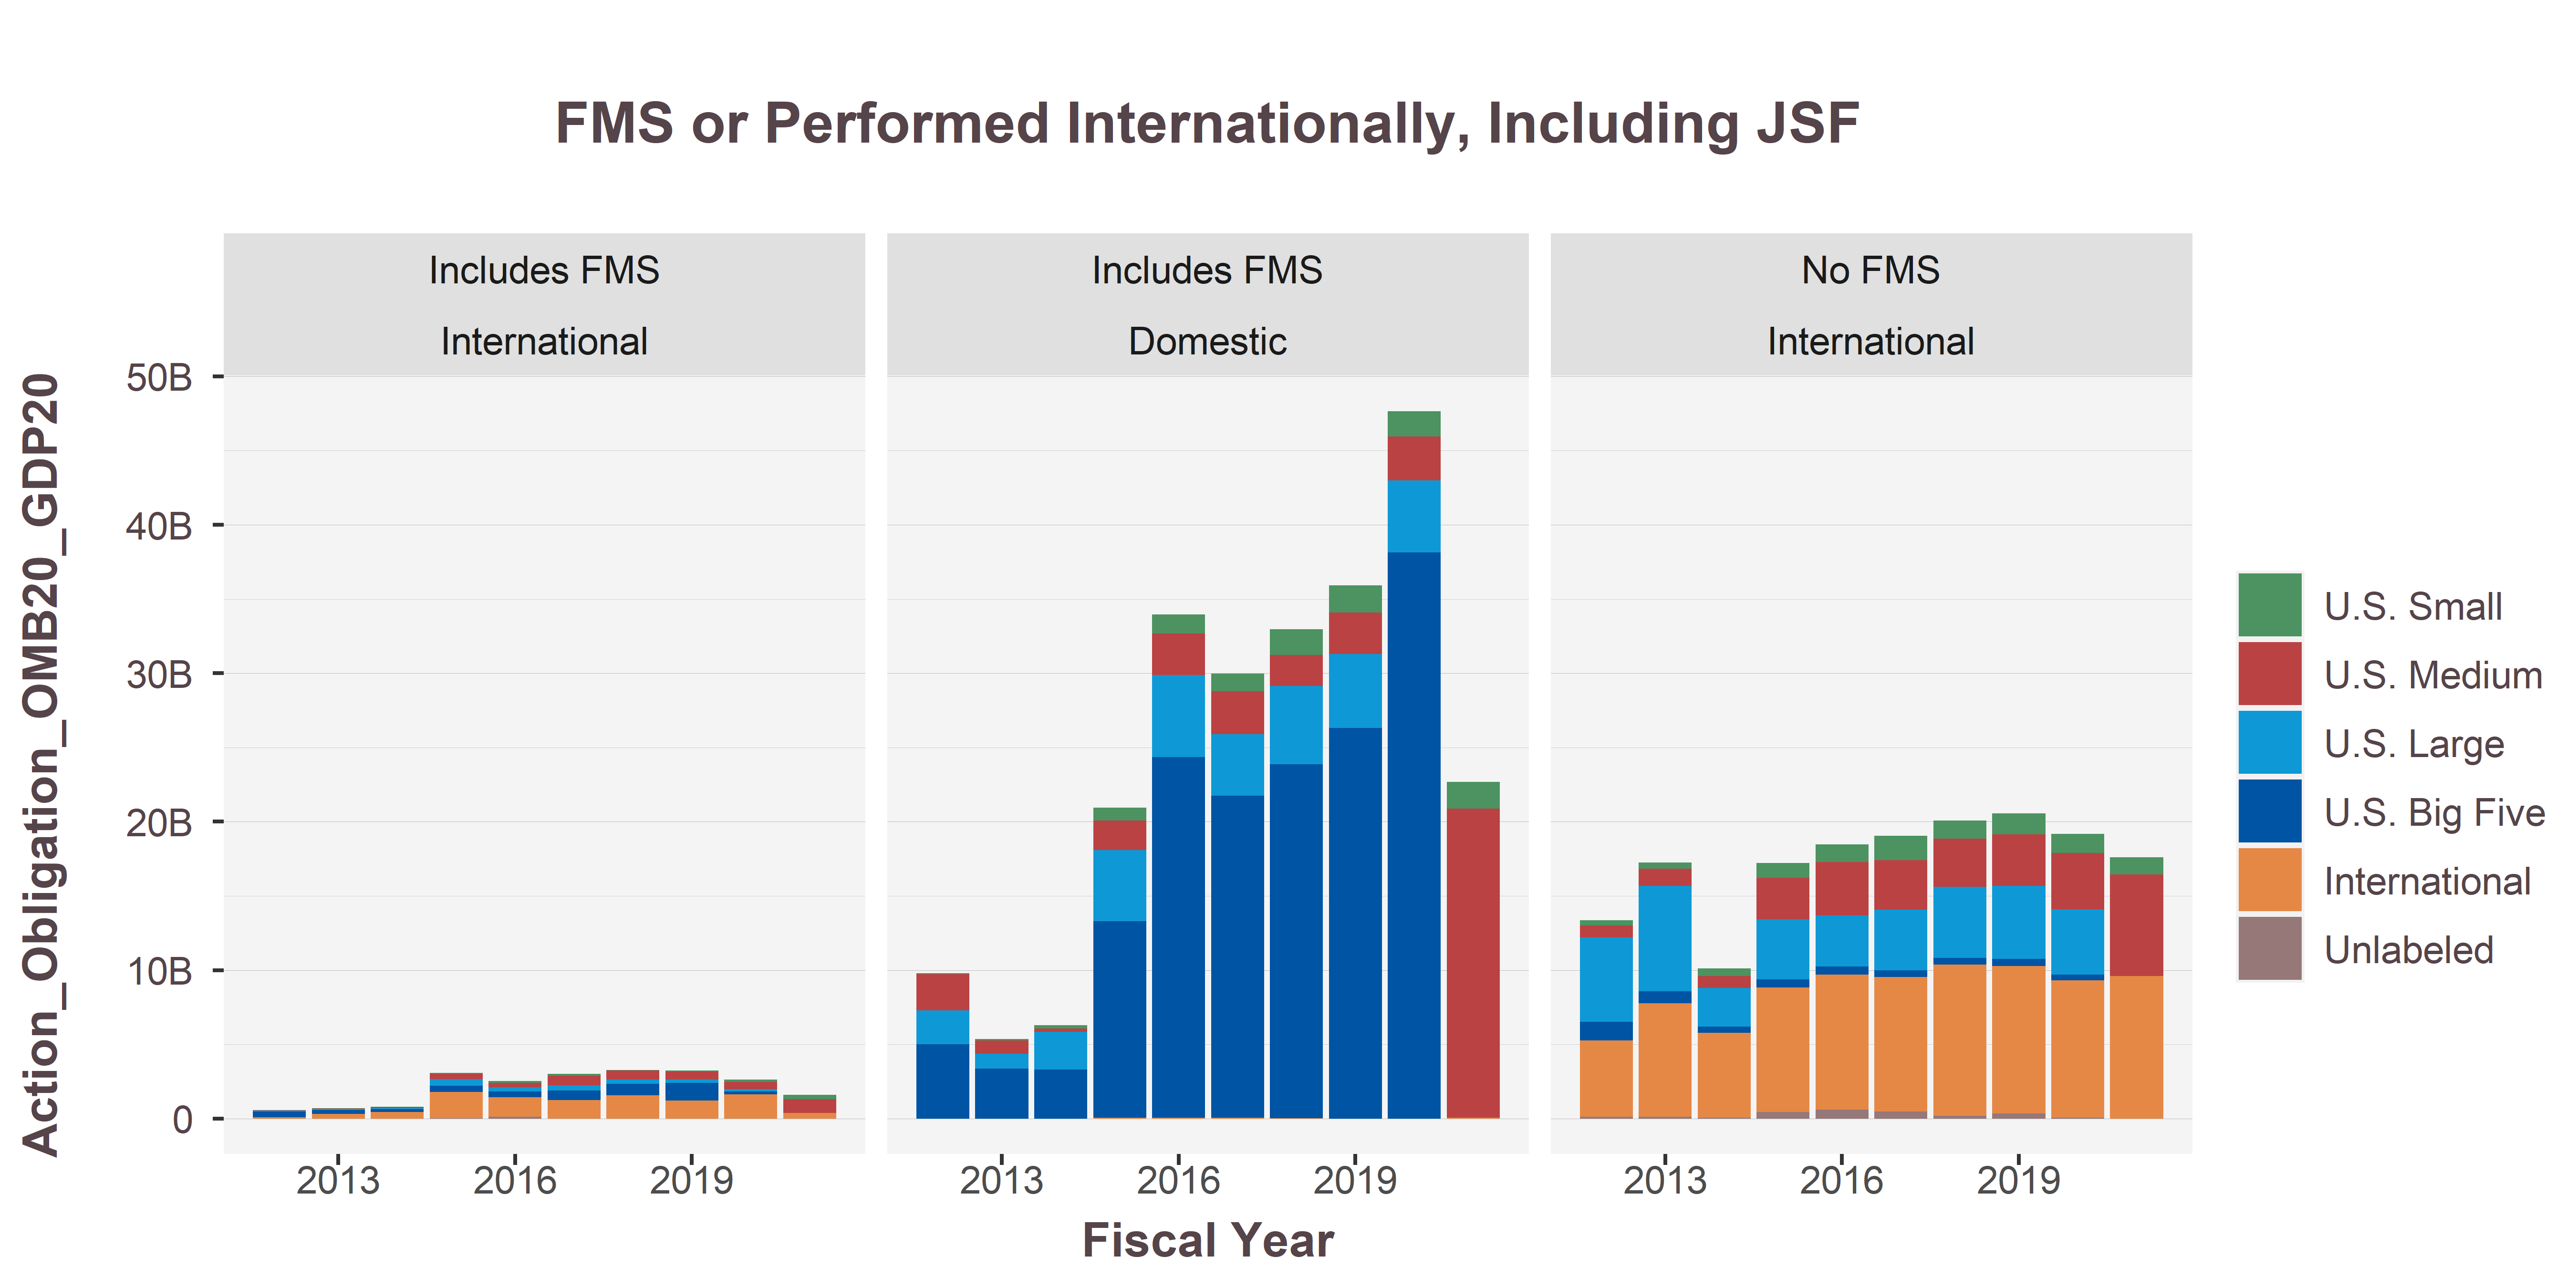 FMS or Performed Internationally, Including JSF
Includes FMS
International
Includes FMS
Domestic
No FMS
International
Action_Obligation_OMB20_GDP20
50B
40B
30B
20B
10B
0
2013
2016
2019
2013
2016
2019
2013
2016
2019
Fiscal Year
U.S. Small
U.S. Medium
U.S. Large
U.S. Big Five
International
Unlabeled